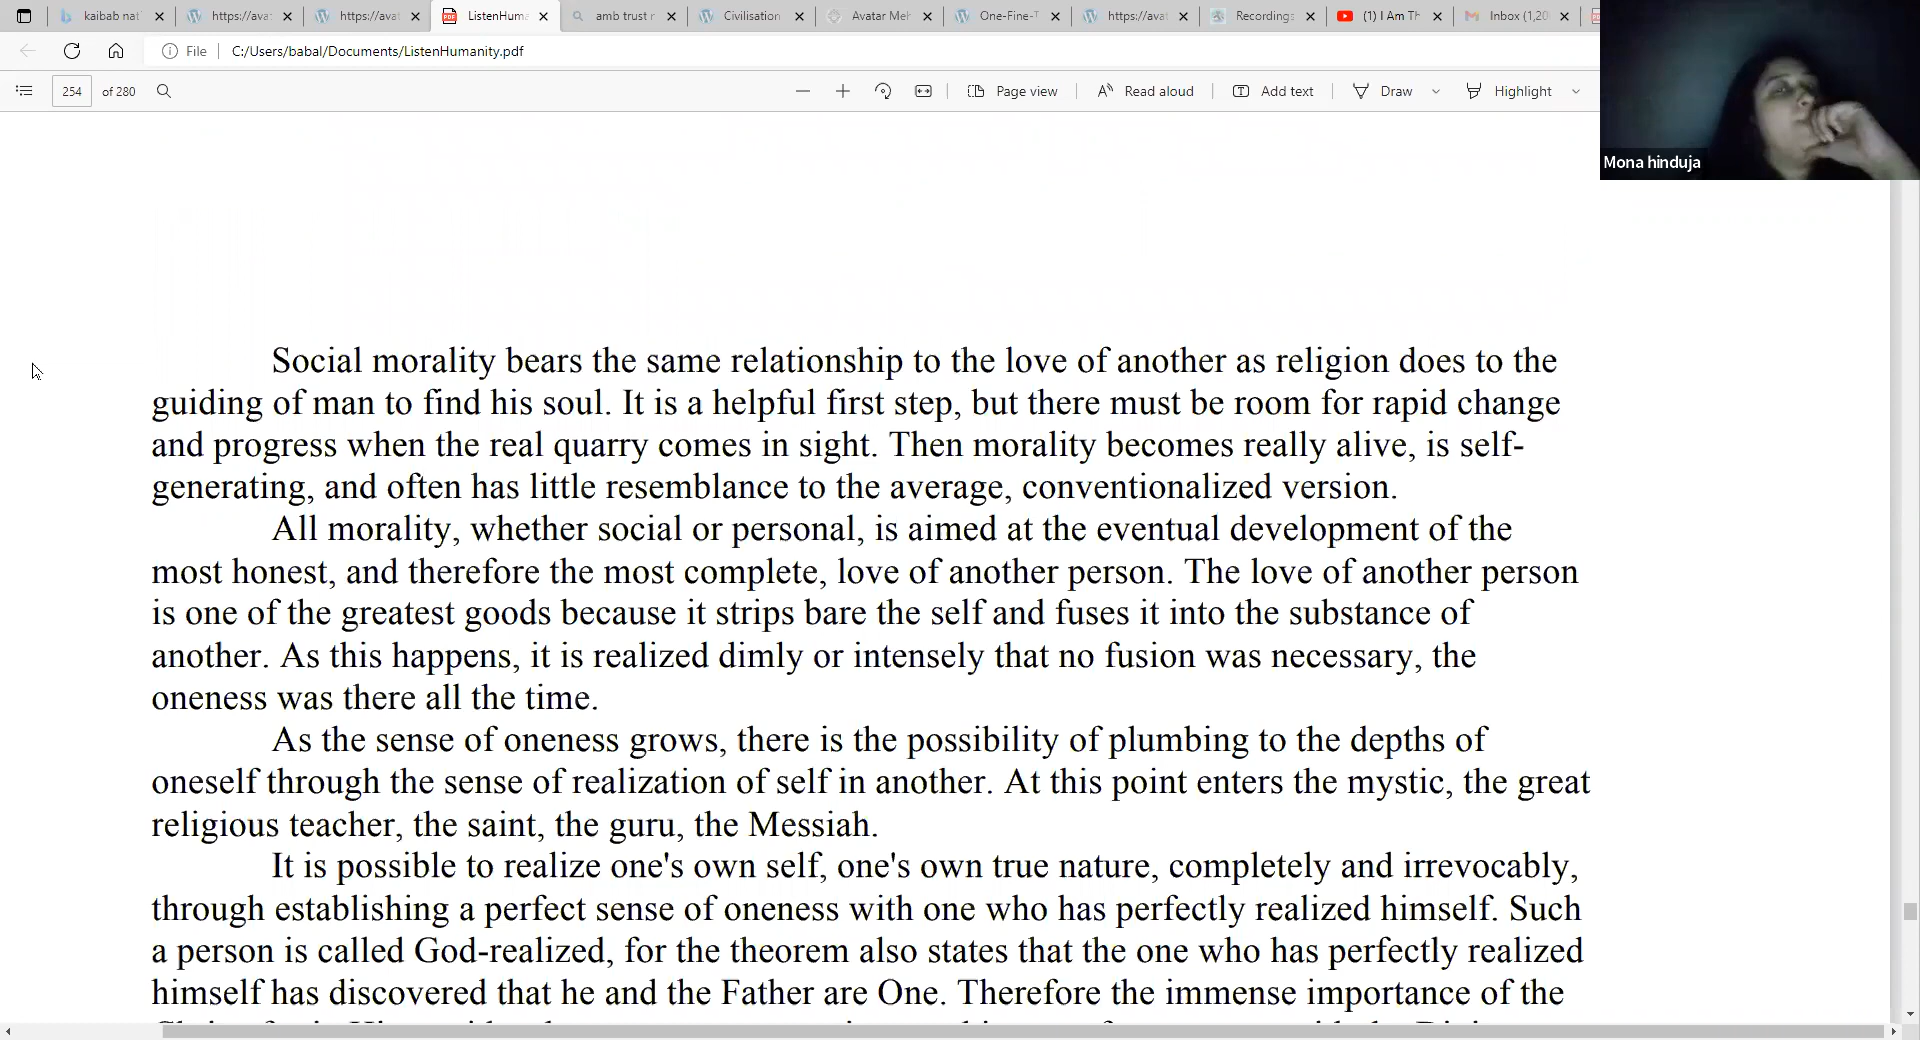 kaibab nat
https://avat
https://avat
ListenHuma
amb trust r
Civilisation
Avatar Meh
One-Fine-T
https://avat
Recordings
(1) I Am Th
Inbox (1,20
File C:/Users/babal/Documents/ListenHumanity.pdf
254 of 280 Page view Read aloud Add text Draw Highlight
Mona hinduja
Social morality bears the same relationship to the love of another as religion does to the
guiding of man to find his soul. It is a helpful first step, but there must be room for rapid change
and progress when the real quarry comes in sight. Then morality becomes really alive, is self-
generating, and often has little resemblance to the average, conventionalized version.
All morality, whether social or personal, is aimed at the eventual development of the
most honest, and therefore the most complete, love of another person. The love of another person
is one of the greatest goods because it strips bare the self and fuses it into the substance of
another. As this happens, it is realized dimly or intensely that no fusion was necessary, the
oneness was there all the time.
As the sense of oneness grows, there is the possibility of plumbing to the depths of
oneself through the sense of realization of self in another. At this point enters the mystic, the great
religious teacher, the saint, the guru, the Messiah.
It is possible to realize one's own self, one's own true nature, completely and irrevocably,
through establishing a perfect sense of oneness with one who has perfectly realized himself. Such
a person is called God-realized, for the theorem also states that the one who has perfectly realized
himself has discovered that he and the Father are One. Therefore the immense importance of the